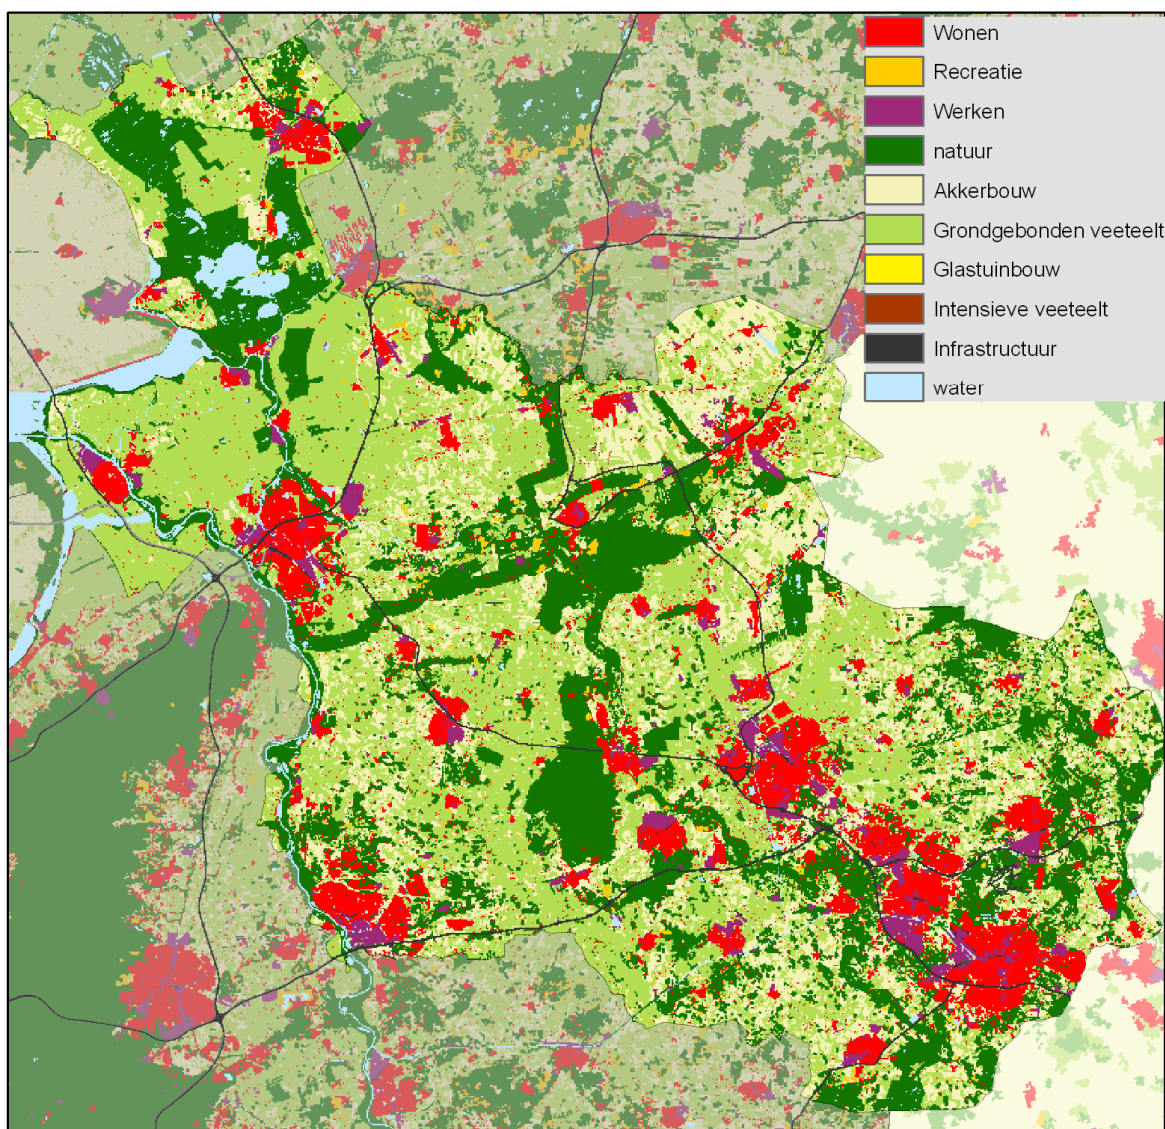 Wonen
Recreatie
Werken
natuur
Akkerbouw
Grondgebonden veeteelt
Glastuinbouw
Intensieve veeteelt
Infrastructuur
water